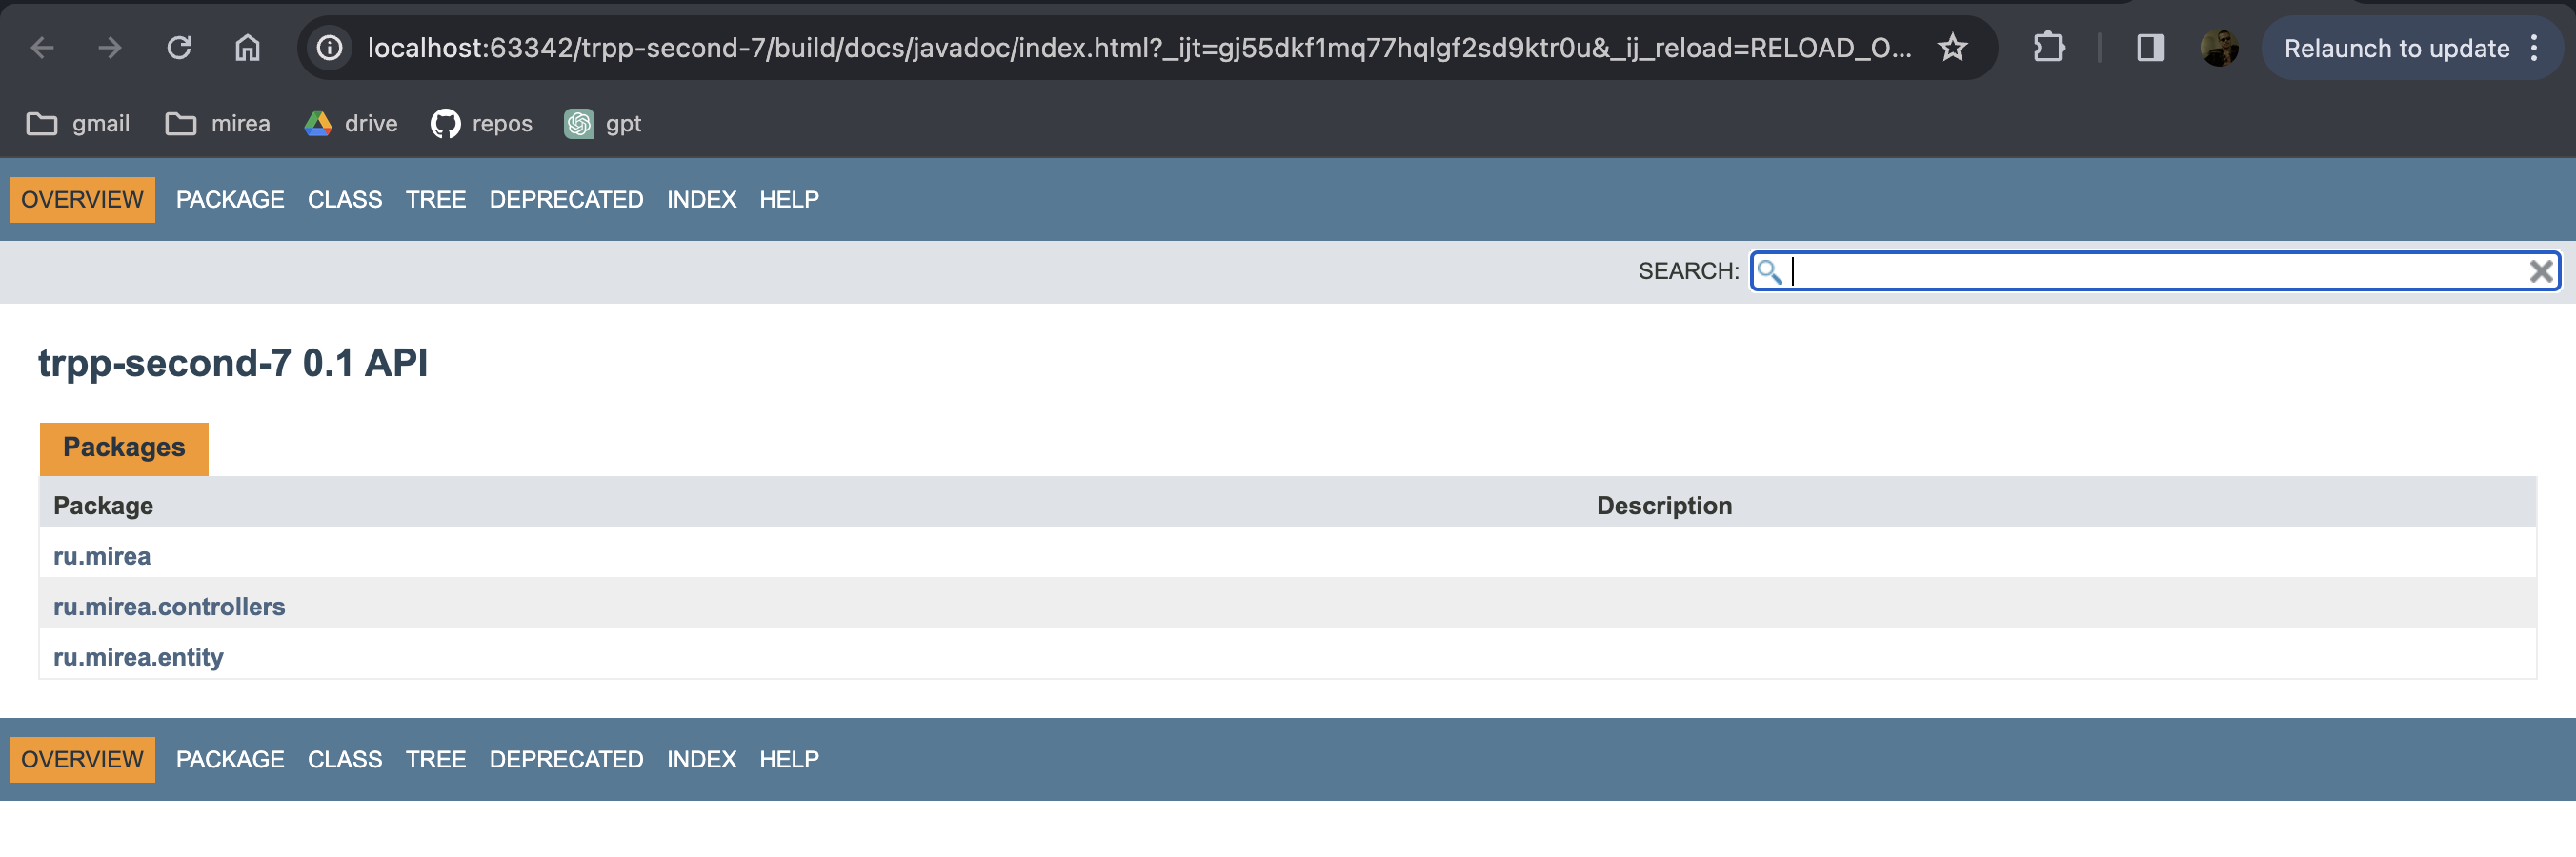 localhost:63342/trpp-second-7/build/docs/javadoc/index.html?_ijt=gj55dkf1mq77hqlgf2sd9ktr0u&_ij_reload=RELOAD_O...
Relaunch to update
gmail mirea drive repos gpt
OVERVIEW PACKAGE CLASS TREE DEPRECATED INDEX HELP
SEARCH:
trpp-second-7 0.1 API
Packages
Package Description
ru.mirea
ru.mirea.controllers
ru.mirea.entity
OVERVIEW PACKAGE CLASS TREE DEPRECATED INDEX HELP